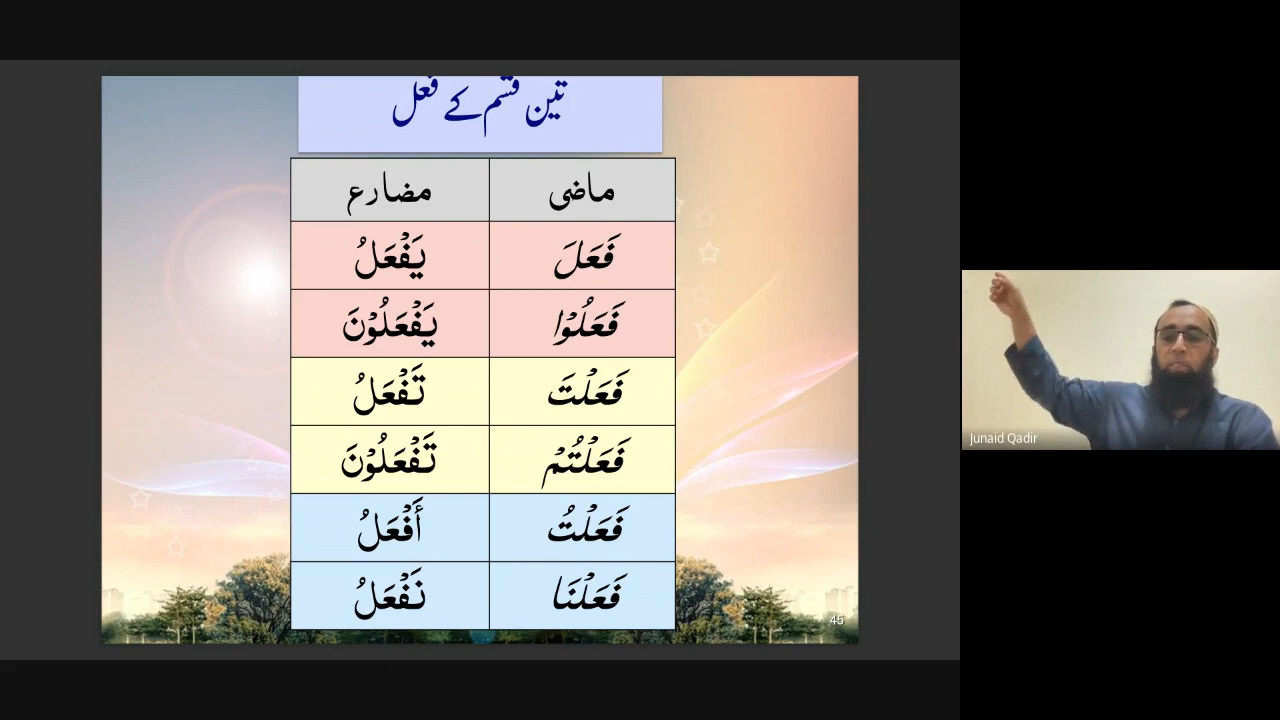 تین قسم کے فعل
ماضی مضارع
فَعَلَ يَفْعَلُ
فَعَلُوْا يَفْعَلُوْنَ
فَعَلْتَ تَفْعَلُ
فَعَلْتُمْ تَفْعَلُوْنَ
فَعَلْتُ أَفْعَلُ
فَعَلْنَا نَفْعَلُ
45
Junaid Qadir